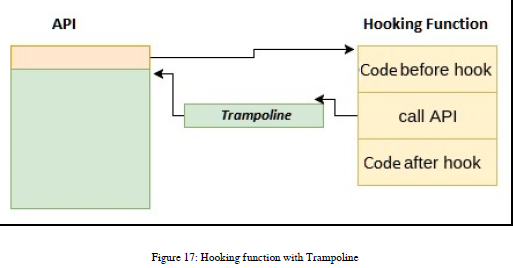 API
Hooking Function
Code before hook
Trampoline
call API
Code after hook
Figure 17: Hooking function with Trampoline